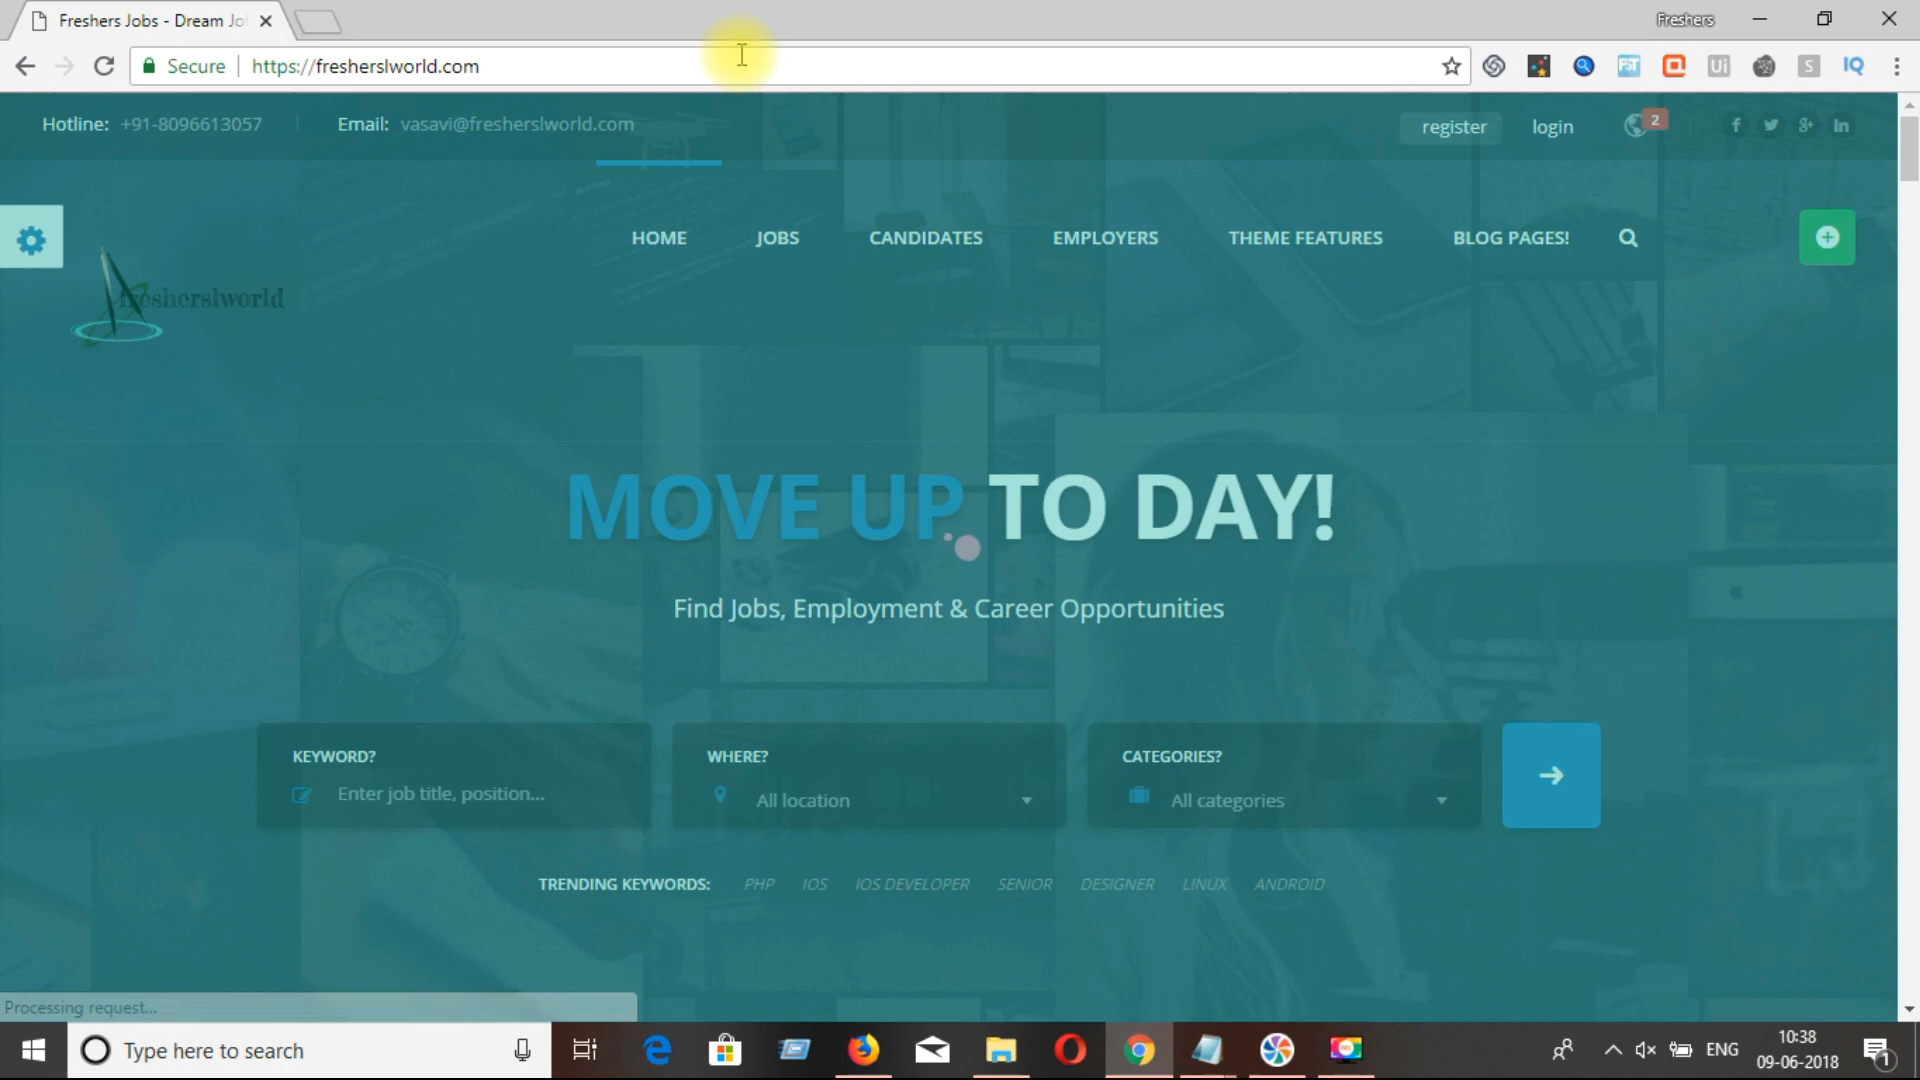 Freshers Jobs - Dream Jo
Freshers
Secure
https://fresherslworld.com
Hotline: +91-8096613057
Email: vasavi@fresherslworld.com
register
login
2
HOME
JOBS
CANDIDATES
EMPLOYERS
THEME FEATURES
BLOG PAGES!
fresherslworld
MOVE UP TO DAY!
Find Jobs, Employment & Career Opportunities
KEYWORD?
Enter job title, position...
WHERE?
All location
CATEGORIES?
All categories
TRENDING KEYWORDS: PHP IOS IOS DEVELOPER SENIOR DESIGNER LINUX ANDROID
Processing request...
Type here to search
ENG
10:38
09-06-2018
1